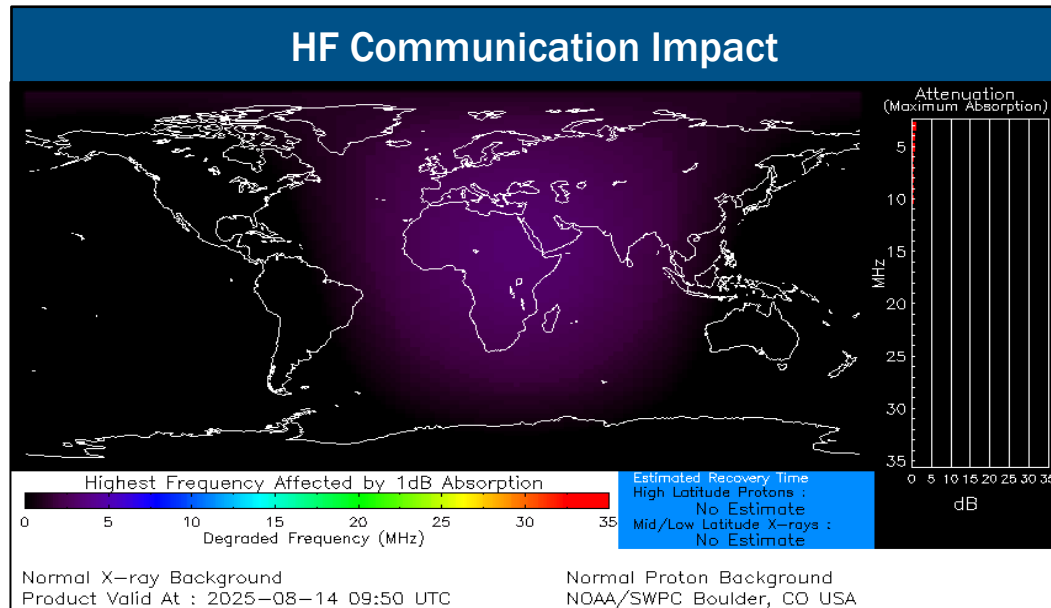 HF Communication Impact
Attenuation
(Maximum Absorption)
5
10
15
20
25
30
35
MHz
0 5 10 15 20 25 30 35
dB
Highest Frequency Affected by 1dB Absorption
0 5 10 15 20 25 30 35
Degraded Frequency (MHz)
Estimated Recovery Time
High Latitude Protons :
No Estimate
Mid/Low Latitude X-rays :
No Estimate
Normal X-ray Background
Product Valid At : 2025-08-14 09:50 UTC
Normal Proton Background
NOAA/SWPC Boulder, CO USA